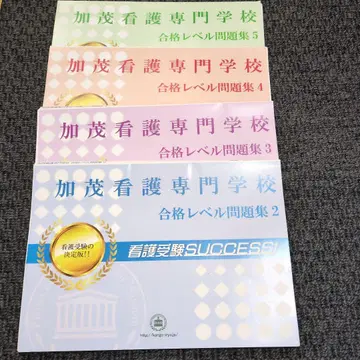 加茂看護専門学校
合格レベル問題集5
加茂看護専門学校
合格レベル問題集4
加茂看護専門学校
合格レベル問題集3
加茂看護専門学校
合格レベル問題集2
看護受験の
決定版!!
看護受験SUCCESS!